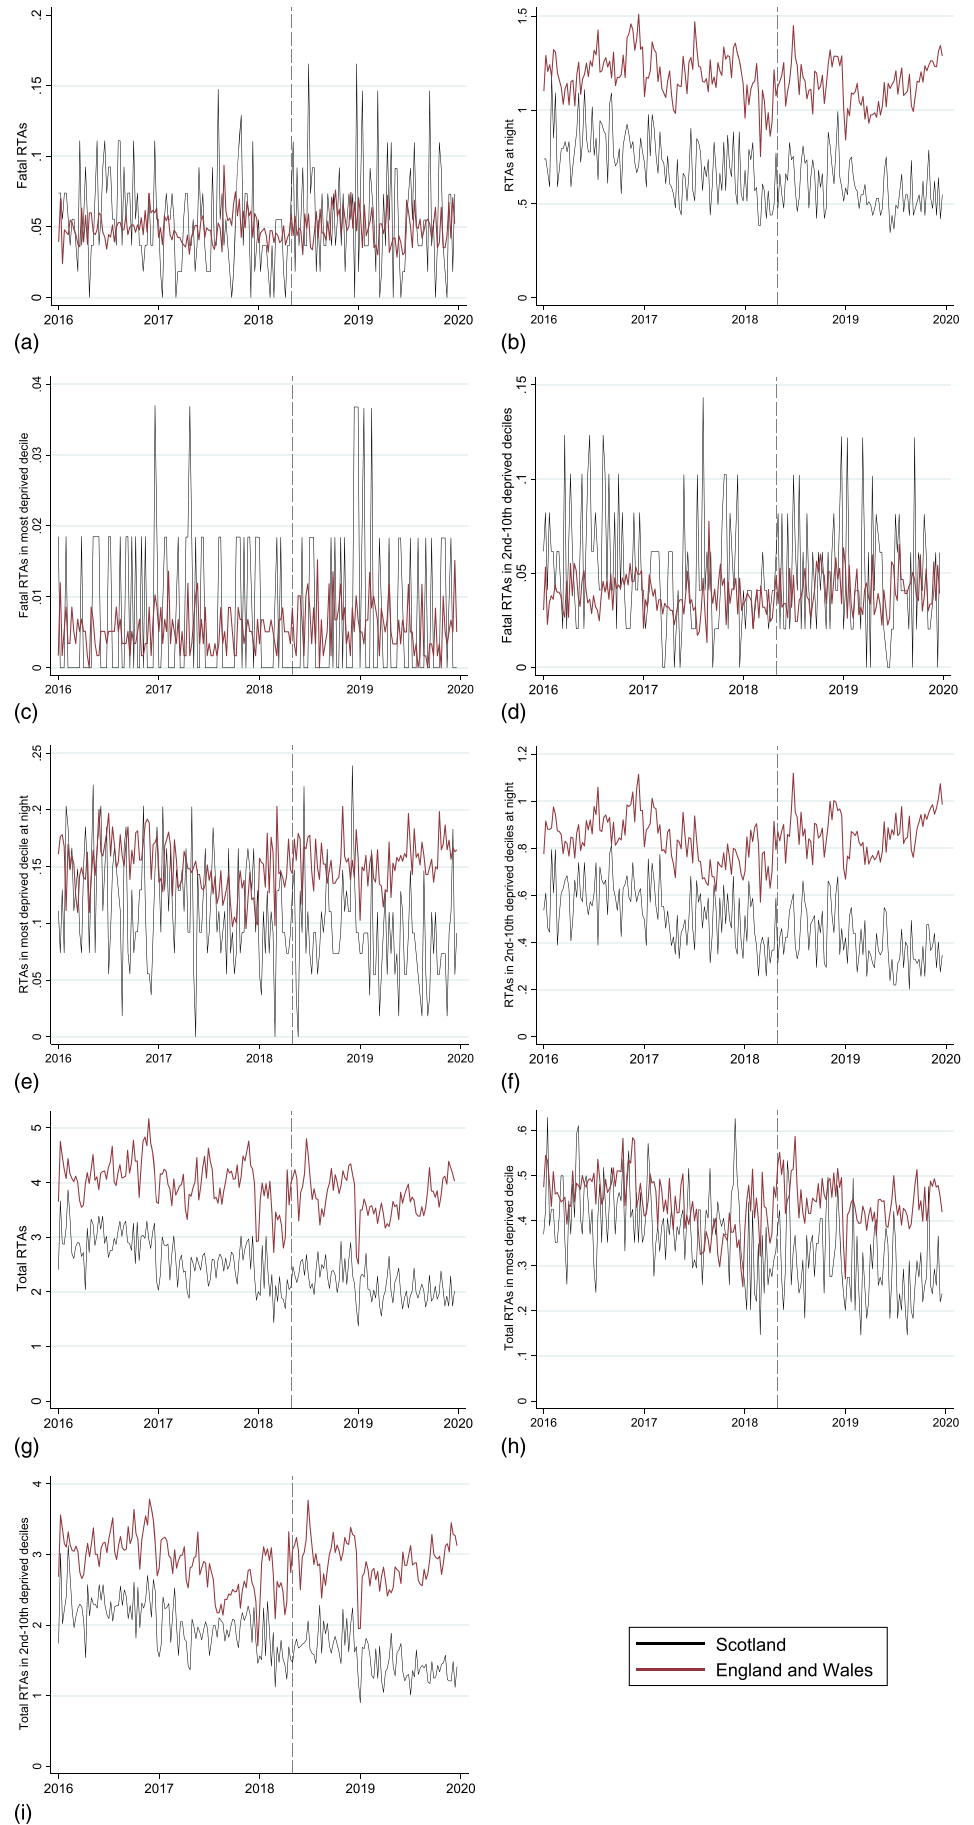 Fatal RTAs
0 .05 .1 .15 .2
2016 2017 2018 2019 2020
(a)
RTAs at night
0 .5 1 1.5
2016 2017 2018 2019 2020
(b)
Fatal RTAs in most deprived decile
0 .01 .02 .03 .04
2016 2017 2018 2019 2020
(c)
Fatal RTAs in 2nd-10th deprived deciles
0 .05 .1 .15
2016 2017 2018 2019 2020
(d)
RTAs in most deprived decile at night
0 .05 .1 .15 .2 .25
2016 2017 2018 2019 2020
(e)
RTAs in 2nd-10th deprived deciles at night
0 .2 .4 .6 .8 1 1.2
2016 2017 2018 2019 2020
(f)
Total RTAs
0 1 2 3 4 5
2016 2017 2018 2019 2020
(g)
Total RTAs in most deprived decile
0 .1 .2 .3 .4 .5 .6
2016 2017 2018 2019 2020
(h)
Total RTAs in 2nd-10th deprived deciles
0 1 2 3 4
2016 2017 2018 2019 2020
(i)
Scotland
England and Wales